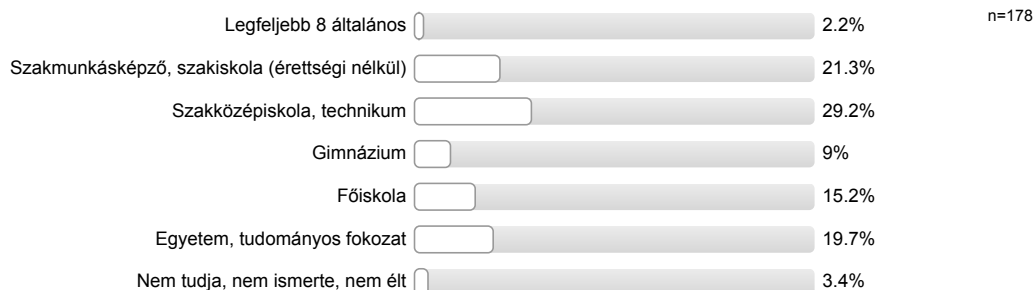 n=178
Legfeljebb 8 általános 2.2%
Szakmunkásképző, szakiskola (érettségi nélkül) 21.3%
Szakközépiskola, technikum 29.2%
Gimnázium 9%
Főiskola 15.2%
Egyetem, tudományos fokozat 19.7%
Nem tudja, nem ismerte, nem élt 3.4%